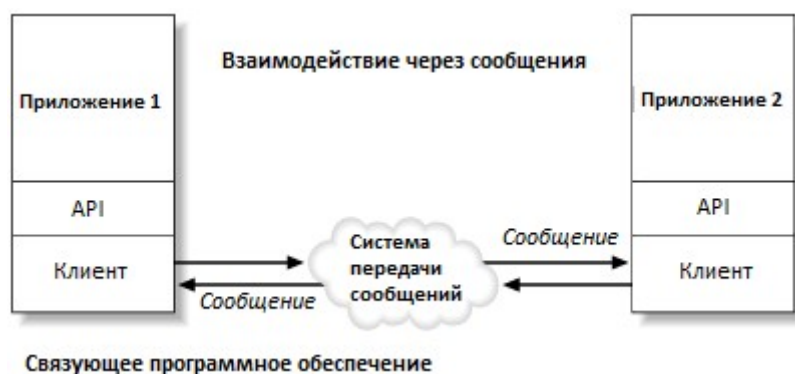 Взаимодействие через сообщения
Приложение 1
Приложение 2
API
API
Клиент
Система
передачи
сообщений
Сообщение
Сообщение
Клиент
Связующее программное обеспечение